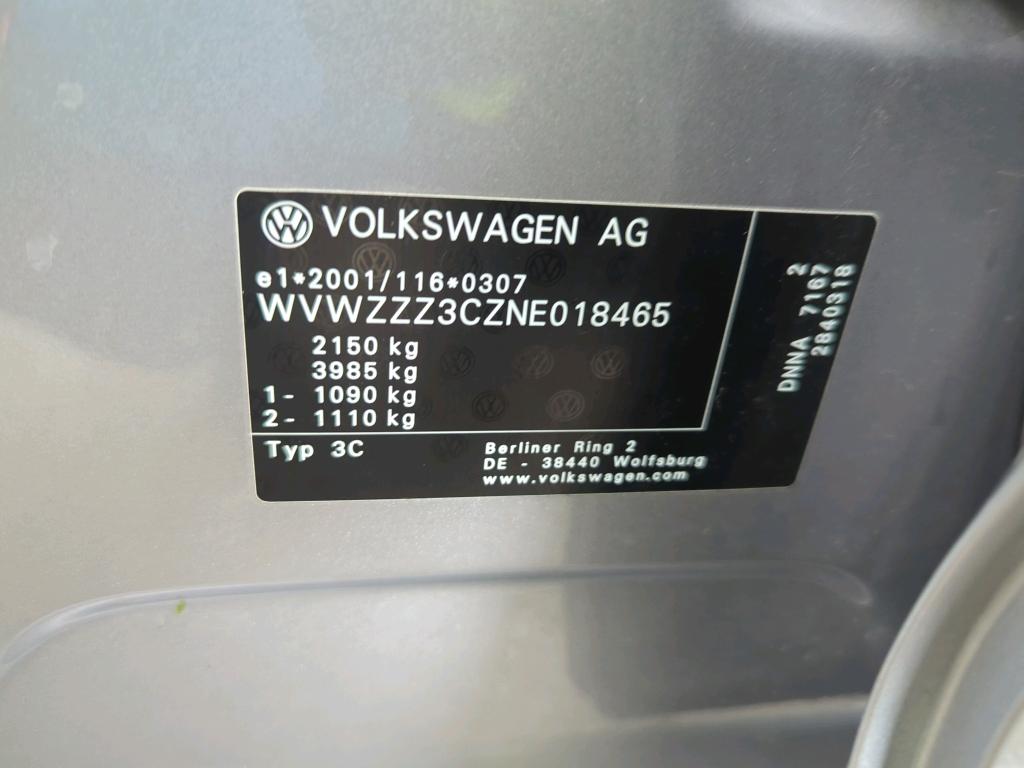 VOLKSWAGEN AG
e1*2001/116*0307
WVWZZZ3CZNE018465
2150 kg
3985 kg
1- 1090 kg
2- 1110 kg
Typ 3C
Berliner Ring 2
DE - 38440 Wolfsburg
www.volkswagen.com
2
DNNA 7167
2840318